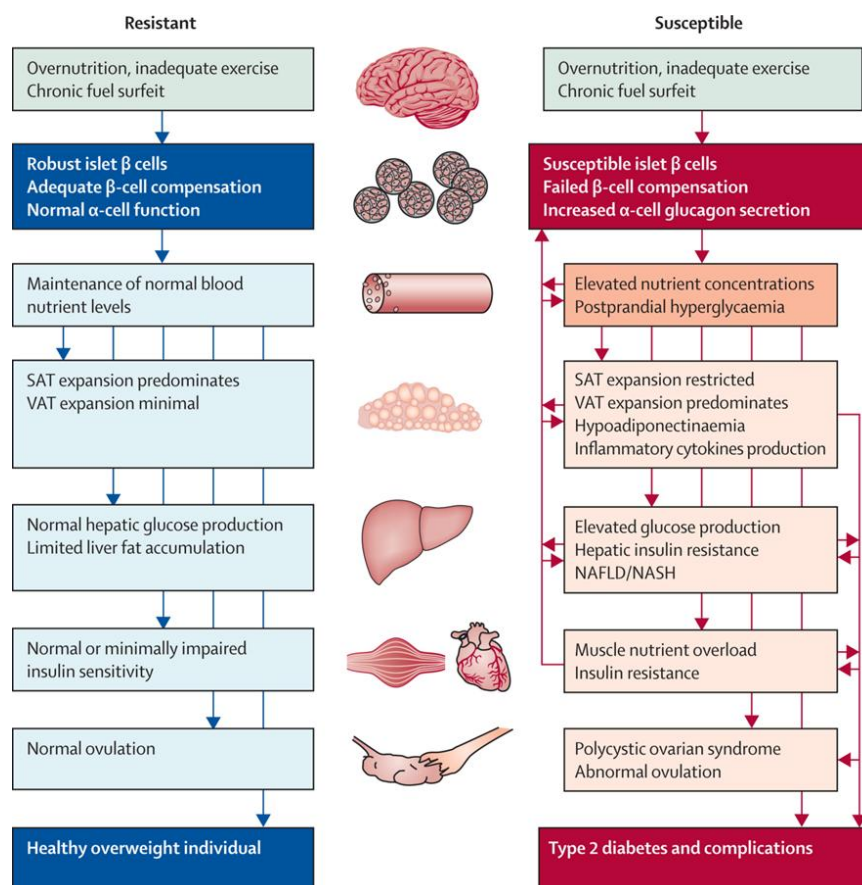 Resistant
Susceptible
Overnutrition, inadequate exercise
Chronic fuel surfeit
Overnutrition, inadequate exercise
Chronic fuel surfeit
Robust islet β cells
Adequate β-cell compensation
Normal α-cell function
Susceptible islet β cells
Failed β-cell compensation
Increased α-cell glucagon secretion
Maintenance of normal blood
nutrient levels
Elevated nutrient concentrations
Postprandial hyperglycaemia
SAT expansion predominates
VAT expansion minimal
SAT expansion restricted
VAT expansion predominates
Hypoadiponectinaemia
Inflammatory cytokines production
Normal hepatic glucose production
Limited liver fat accumulation
Elevated glucose production
Hepatic insulin resistance
NAFLD/NASH
Normal or minimally impaired
insulin sensitivity
Muscle nutrient overload
Insulin resistance
Normal ovulation
Polycystic ovarian syndrome
Abnormal ovulation
Healthy overweight individual
Type 2 diabetes and complications